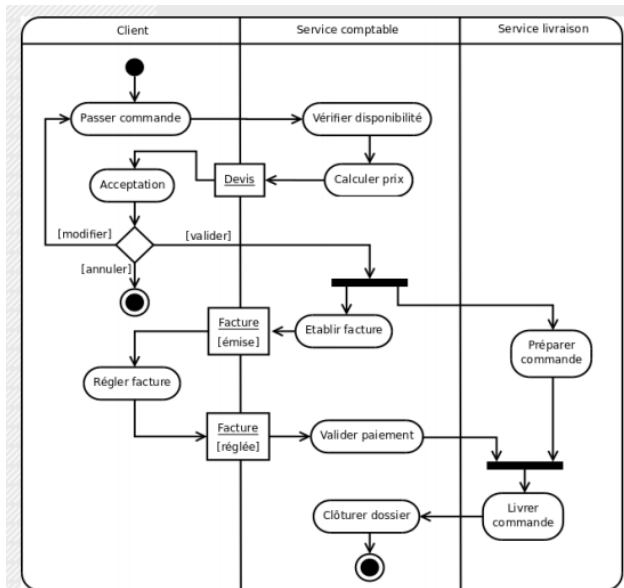 Client
Service comptable
Service livraison
Passer commande
Vérifier disponibilité
Acceptation
Devis
Calculer prix
[modifier]
[valider]
[annuler]
Facture
[émise]
Etablir facture
Préparer
commande
Régler facture
Facture
[réglée]
Valider paiement
Clôturer dossier
Livrer
commande